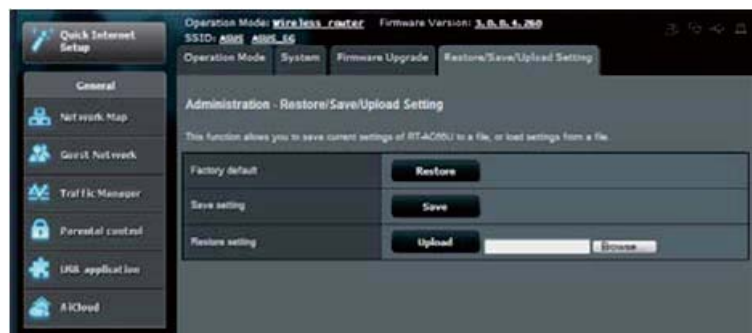 Quick Internet
Setup
Operation Mode: Wireless router Firmware Version: 3.0.0.4.260
SSID: ASUS ASUS_5G
Operation Mode System Firmware Upgrade Restore/Save/Upload Setting
General
Network Map
Guest Network
Traffic Manager
Parental control
USB application
AiCloud
Administration - Restore/Save/Upload Setting
This function allows you to save current settings of RT-AC66U to a file, or load settings from a file.
Factory default Restore
Save setting Save
Restore setting Upload Browse...